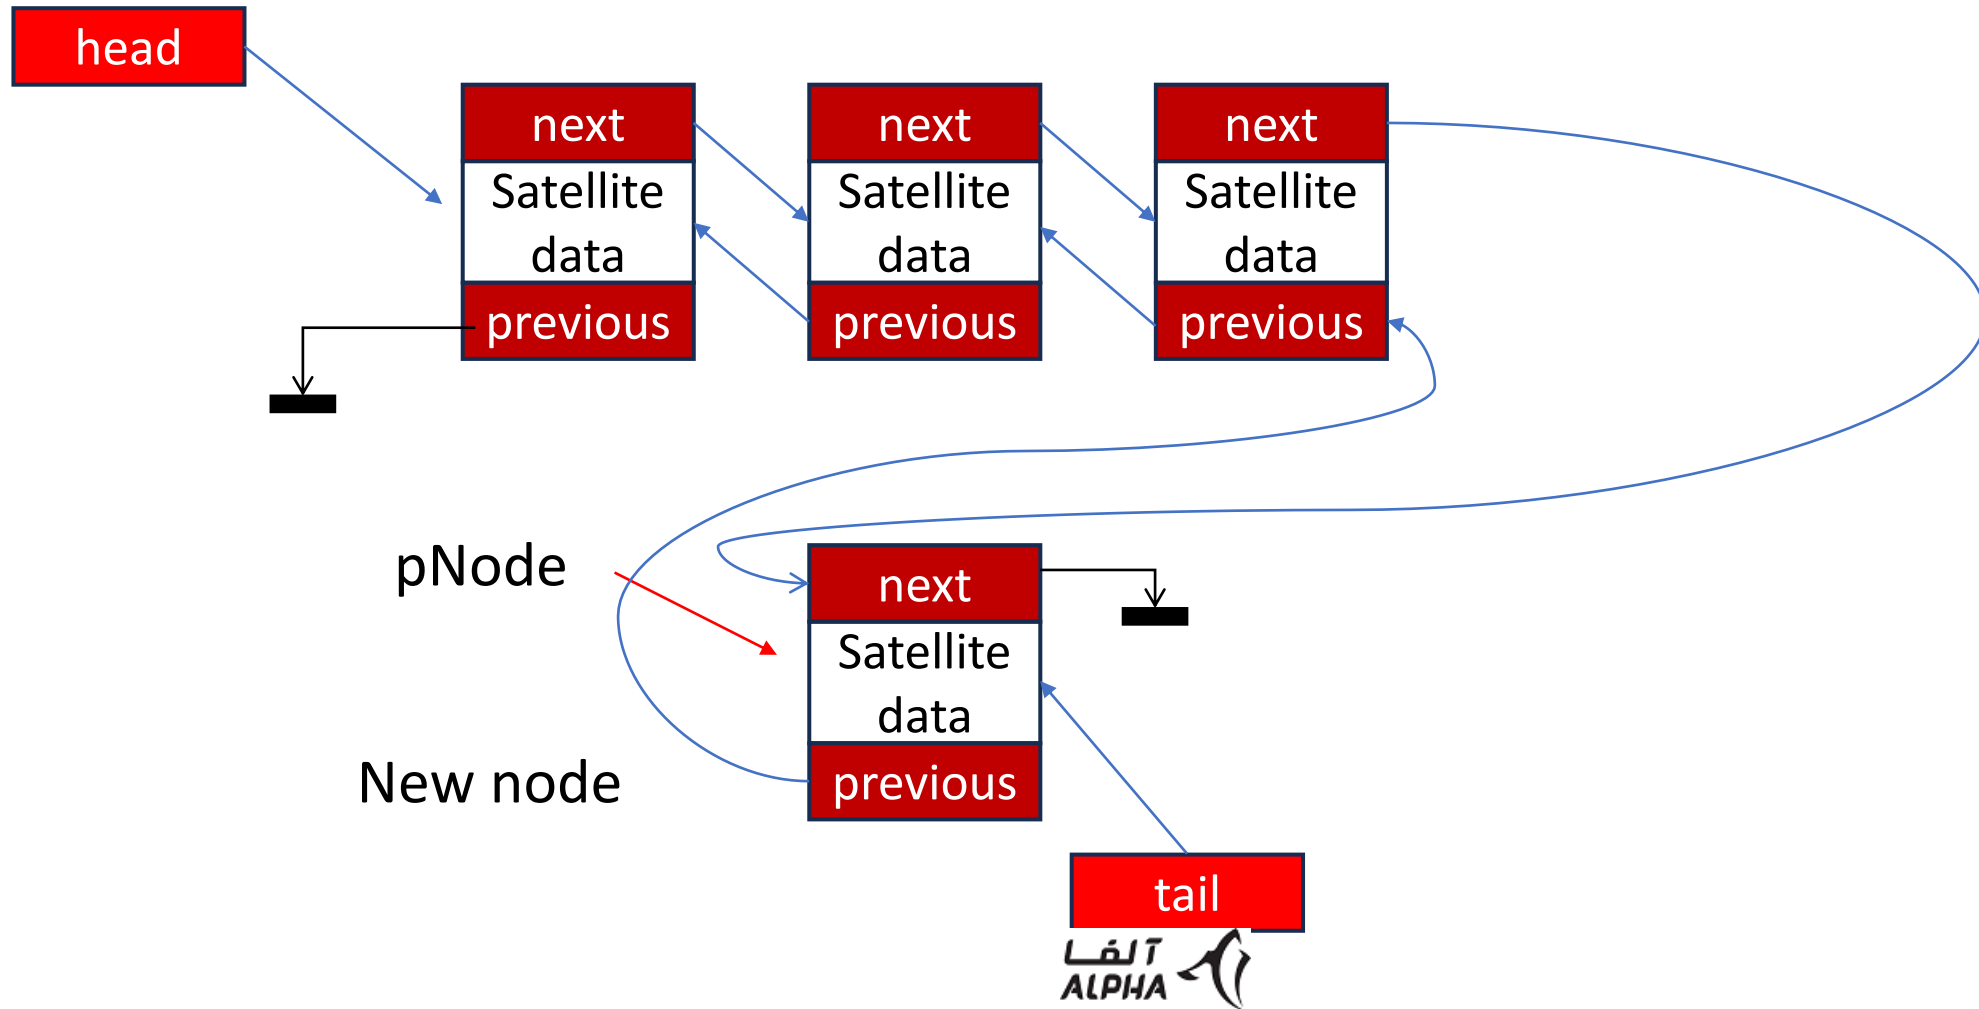 head
next
next
next
Satellite
data
Satellite
data
Satellite
data
previous
previous
previous
pNode
next
Satellite
data
New node
previous
tail
آلفا
ALPHA